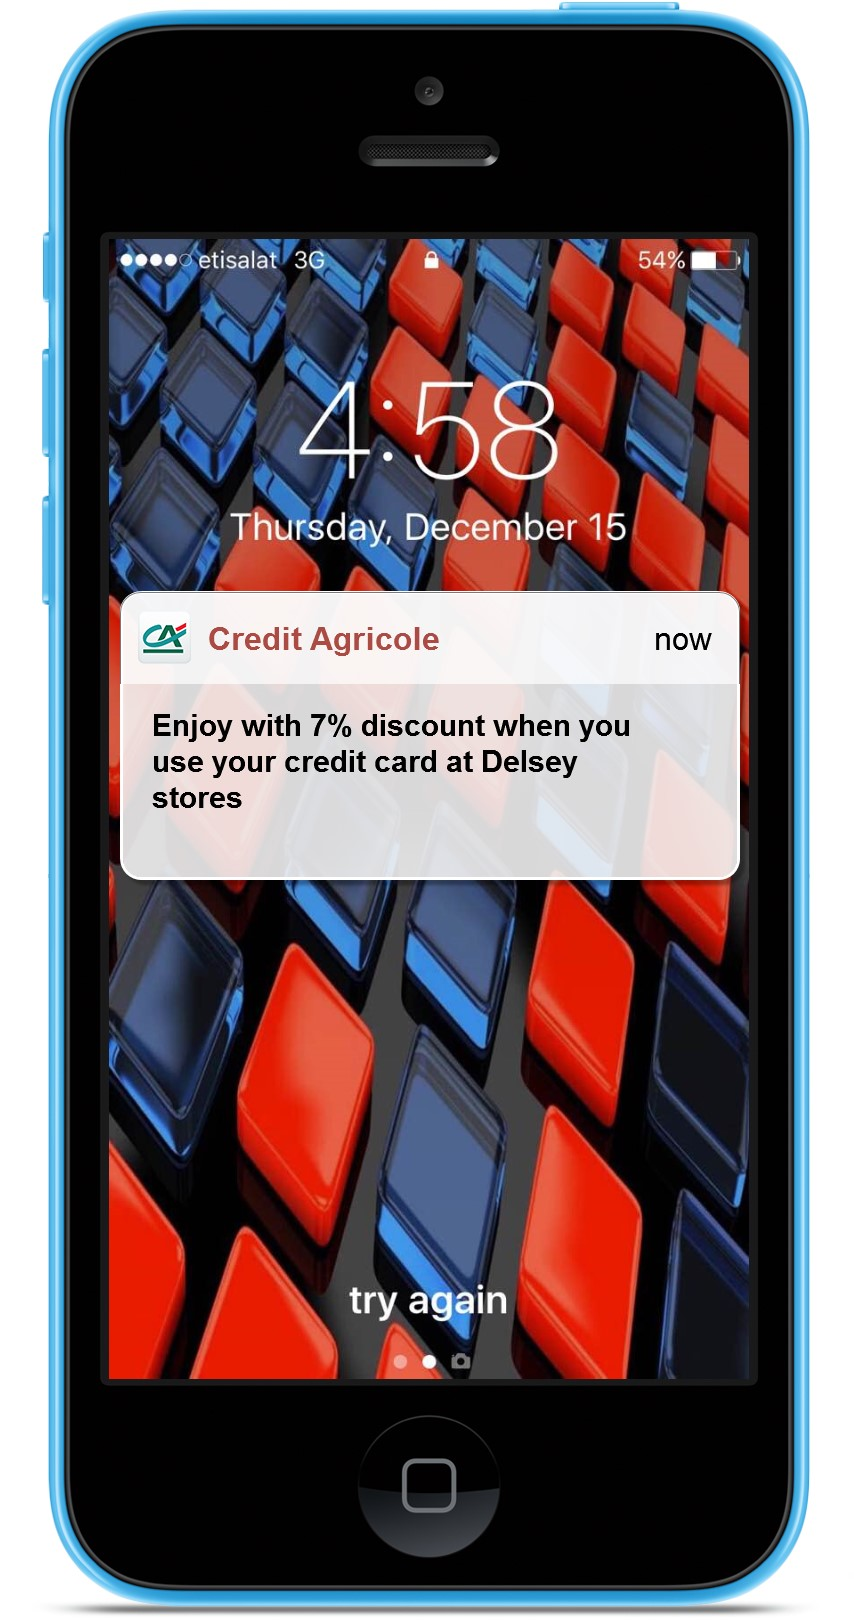 etisalat 3G 54%
4:58
Thursday, December 15
CA Credit Agricole now
Enjoy with 7% discount when you
use your credit card at Delsey
stores
try again